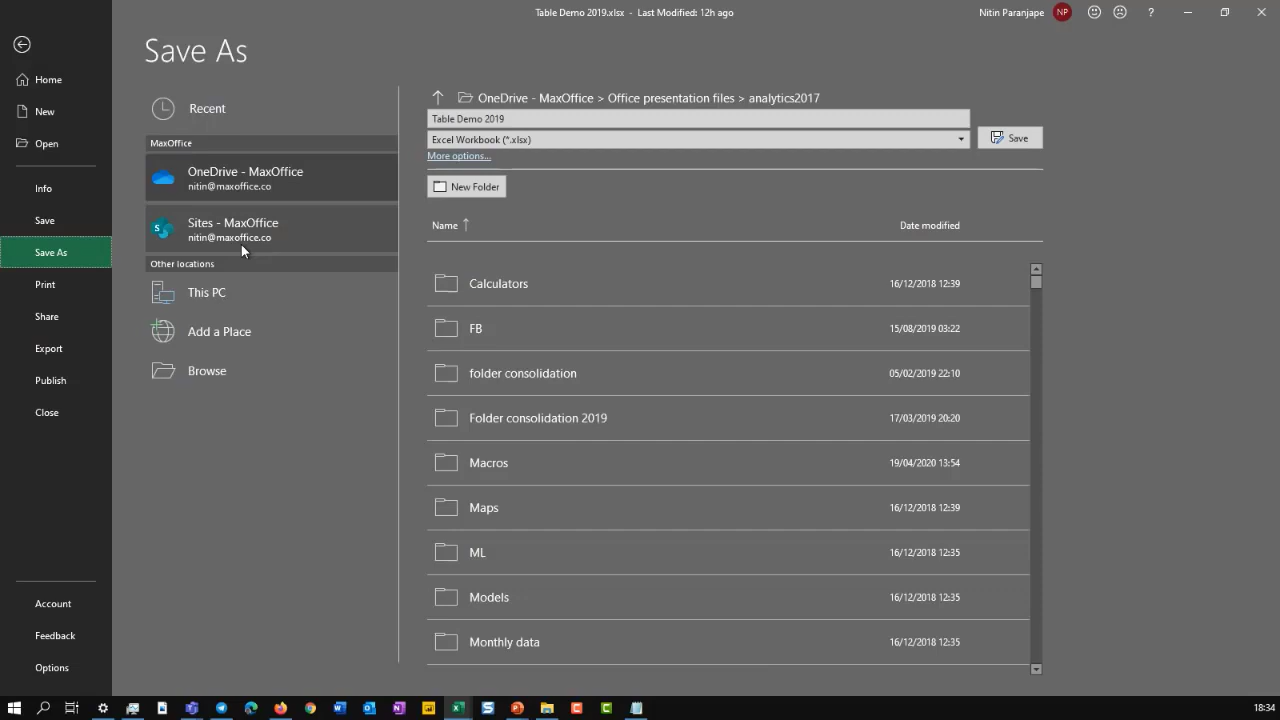 Table Demo 2019.xlsx - Last Modified: 12h ago
Nitin Paranjape
NP
?
Save As
Home
New
Open
Info
Save
Save As
Print
Share
Export
Publish
Close
Account
Feedback
Options
Recent
MaxOffice
OneDrive - MaxOffice
nitin@maxoffice.co
S
Sites - MaxOffice
nitin@maxoffice.co
Other locations
This PC
Add a Place
Browse
OneDrive - MaxOffice > Office presentation files > analytics2017
Table Demo 2019
Excel Workbook (*.xlsx)
Save
More options...
New Folder
Name
Date modified
Calculators
16/12/2018 12:39
FB
15/08/2019 03:22
folder consolidation
05/02/2019 22:10
Folder consolidation 2019
17/03/2019 20:20
Macros
19/04/2020 13:54
Maps
16/12/2018 12:39
ML
16/12/2018 12:35
Models
16/12/2018 12:35
Monthly data
16/12/2018 12:35
18:34